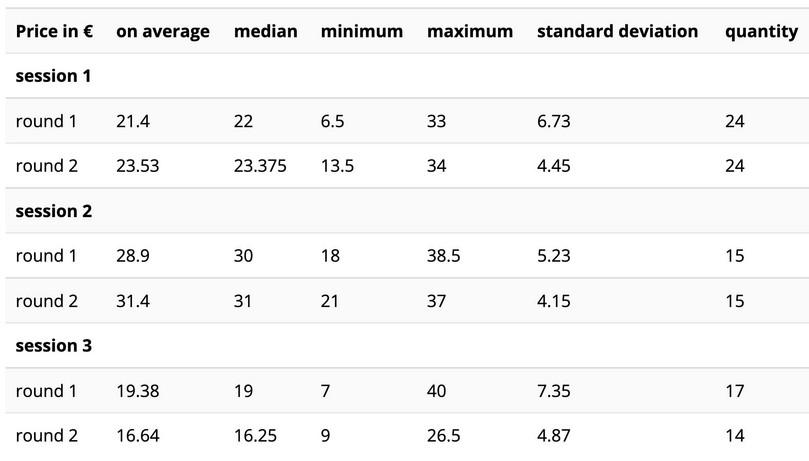 Price in € on average median minimum maximum standard deviation quantity
session 1
round 1 21.4 22 6.5 33 6.73 24
round 2 23.53 23.375 13.5 34 4.45 24
session 2
round 1 28.9 30 18 38.5 5.23 15
round 2 31.4 31 21 37 4.15 15
session 3
round 1 19.38 19 7 40 7.35 17
round 2 16.64 16.25 9 26.5 4.87 14